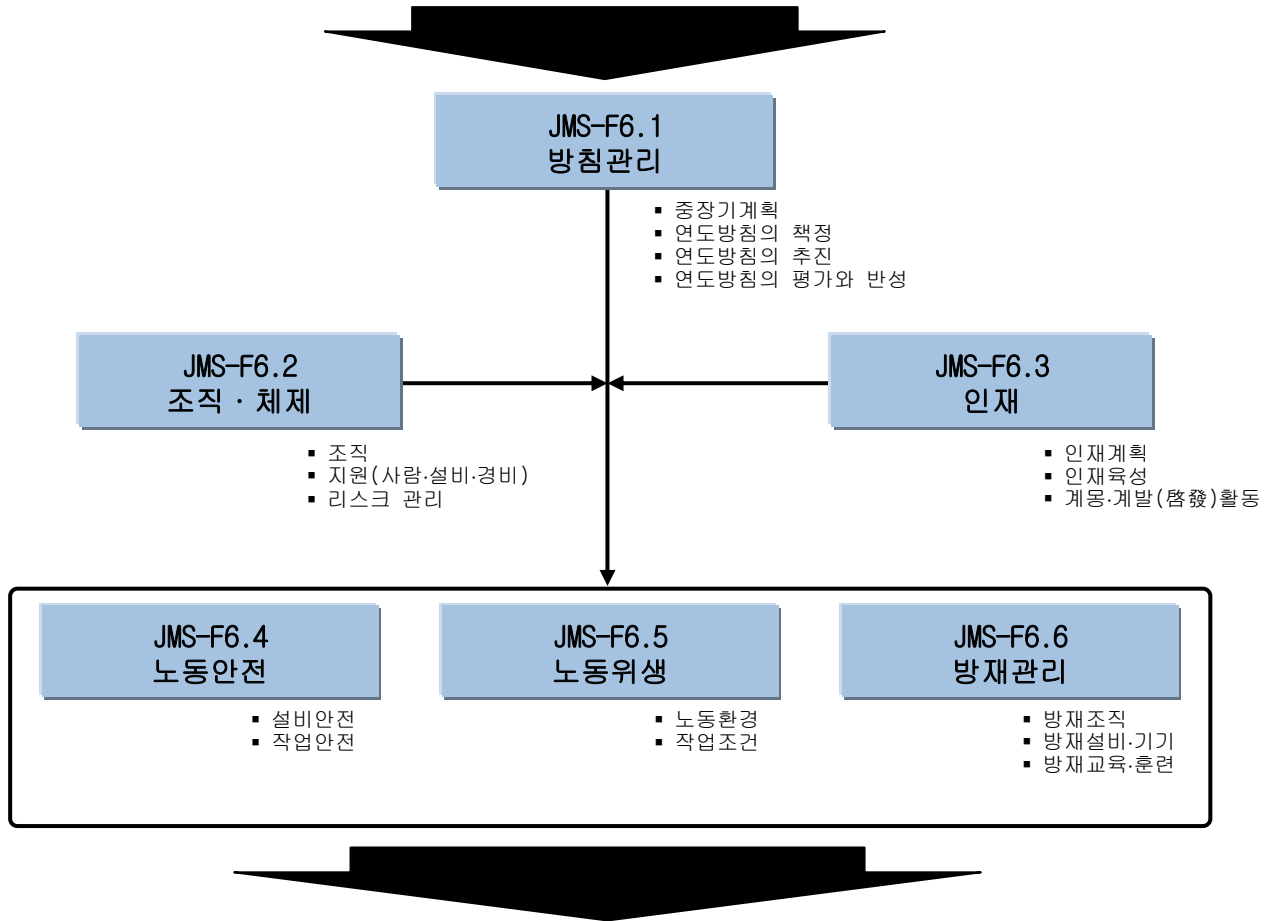 JMS-F6.1
방침관리
▪ 중장기계획
▪ 연도방침의 책정
▪ 연도방침의 추진
▪ 연도방침의 평가와 반성
JMS-F6.2
조직·체제
▪ 조직
▪ 지원(사람·설비·경비)
▪ 리스크 관리
JMS-F6.3
인재
▪ 인재계획
▪ 인재육성
▪ 계몽·계발(啓發)활동
JMS-F6.4
노동안전
▪ 설비안전
▪ 작업안전
JMS-F6.5
노동위생
▪ 노동환경
▪ 작업조건
JMS-F6.6
방재관리
▪ 방재조직
▪ 방재설비·기기
▪ 방재교육·훈련